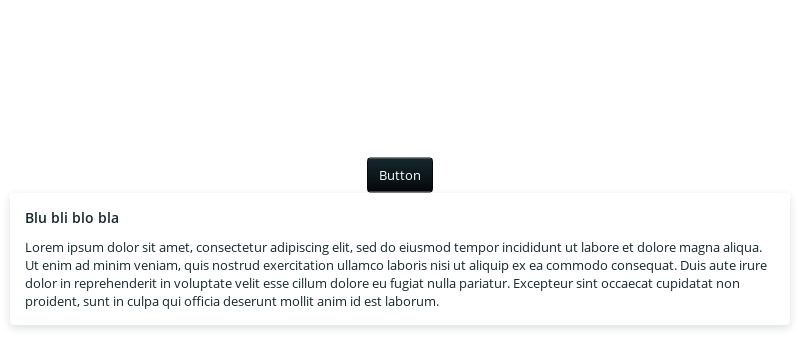 Button
Blu bli blo bla
Lorem ipsum dolor sit amet, consectetur adipiscing elit, sed do eiusmod tempor incididunt ut labore et dolore magna aliqua.
Ut enim ad minim veniam, quis nostrud exercitation ullamco laboris nisi ut aliquip ex ea commodo consequat. Duis aute irure
dolor in reprehenderit in voluptate velit esse cillum dolore eu fugiat nulla pariatur. Excepteur sint occaecat cupidatat non
proident, sunt in culpa qui officia deserunt mollit anim id est laborum.